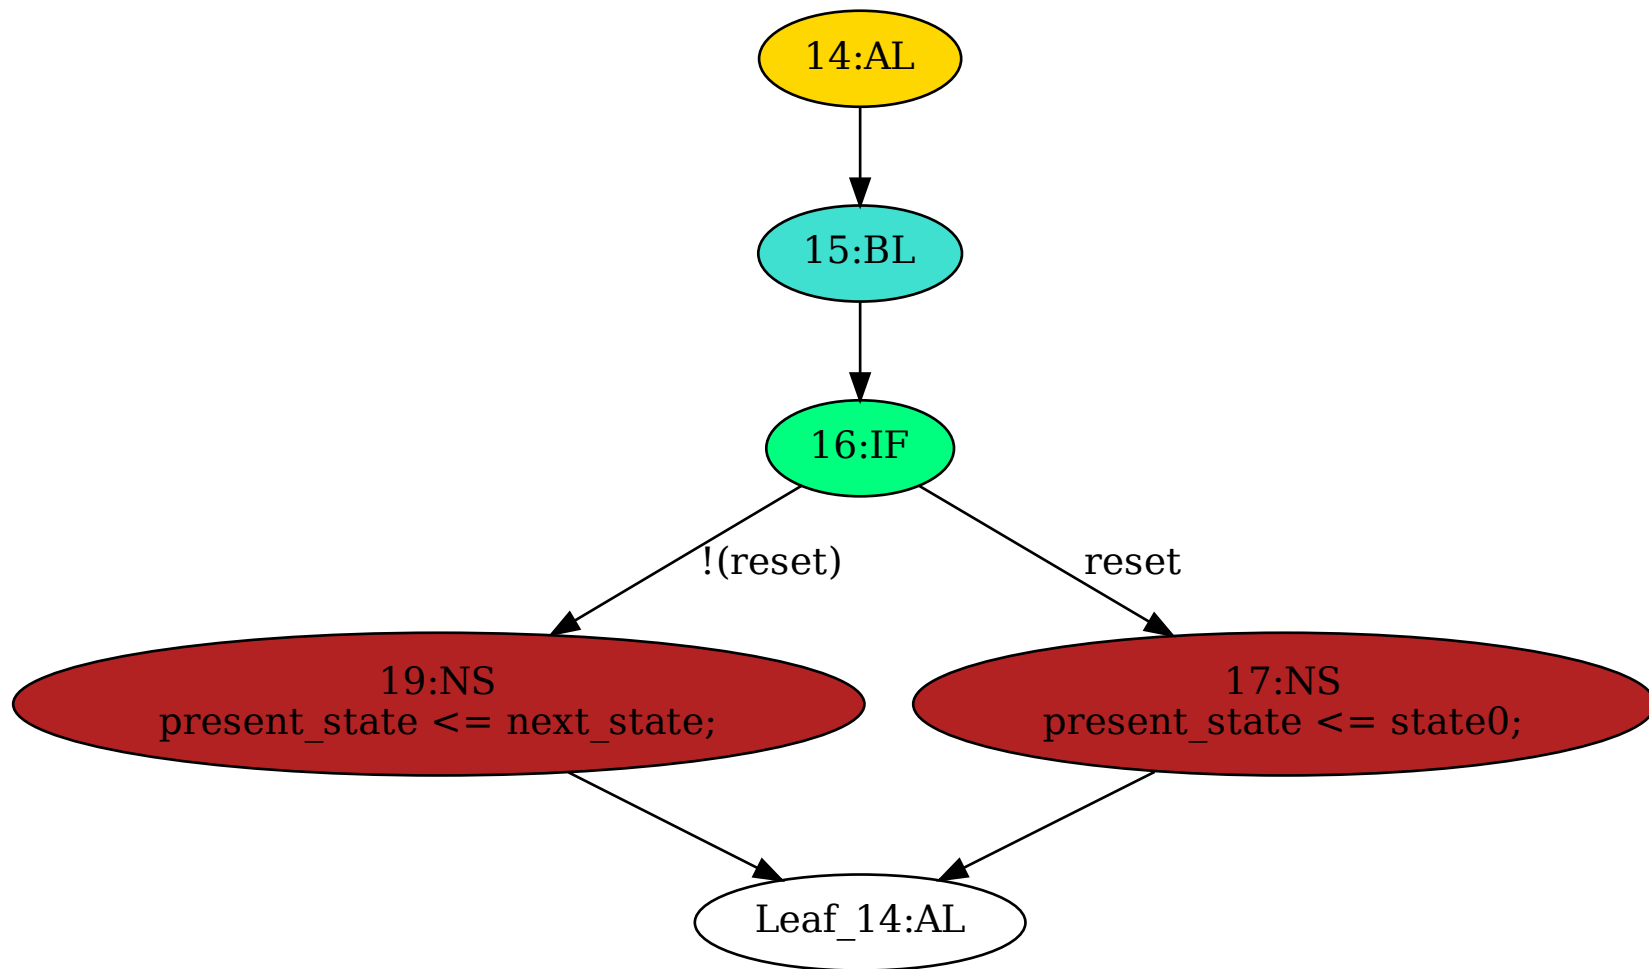 14:AL
15:BL
16:IF
!(reset)
reset
19:NS
present_state <= next_state;
17:NS
present_state <= state0;
Leaf_14:AL